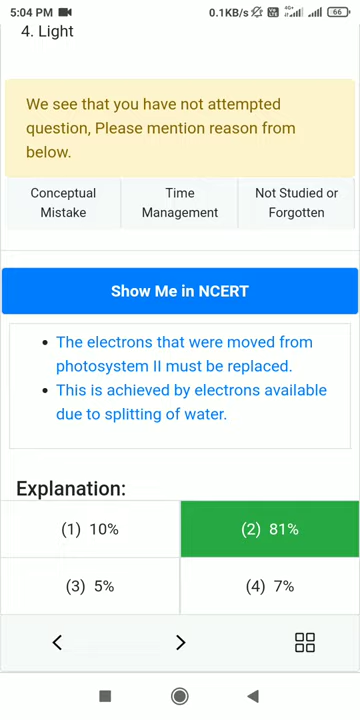 5:04 PM
0.1KB/s
4G+
66
4. Light
We see that you have not attempted
question, Please mention reason from
below.
Conceptual
Mistake
Time
Management
Not Studied or
Forgotten
Show Me in NCERT
• The electrons that were moved from
photosystem II must be replaced.
• This is achieved by electrons available
due to splitting of water.
Explanation:
(1) 10%
(2) 81%
(3) 5%
(4) 7%